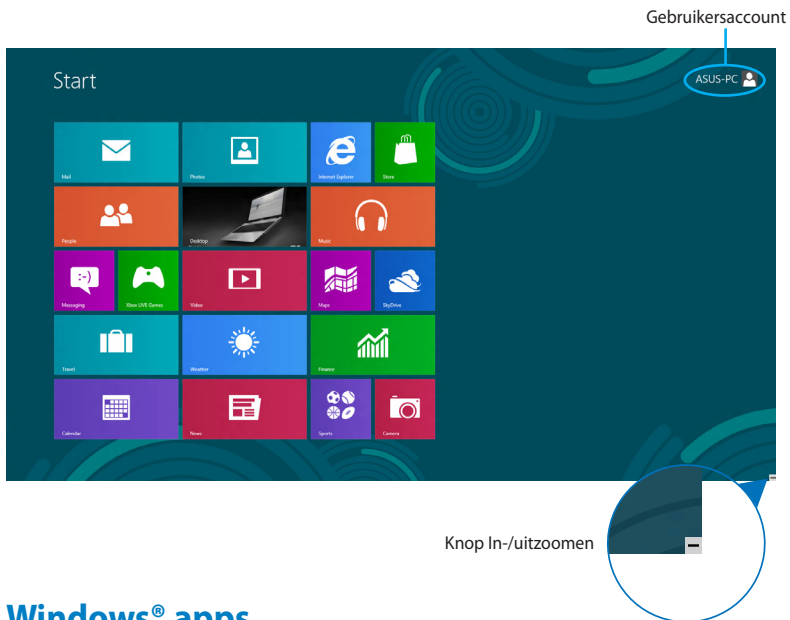 Gebruikersaccount
Start
ASUS-PC
Mail
Photos
Internet Explorer
Store
People
Desktop
Music
Messaging
Xbox LIVE Games
Video
Maps
SkyDrive
Travel
Weather
Finance
Calendar
News
Sports
Camera
Knop In-/uitzoomen
Windows® apps